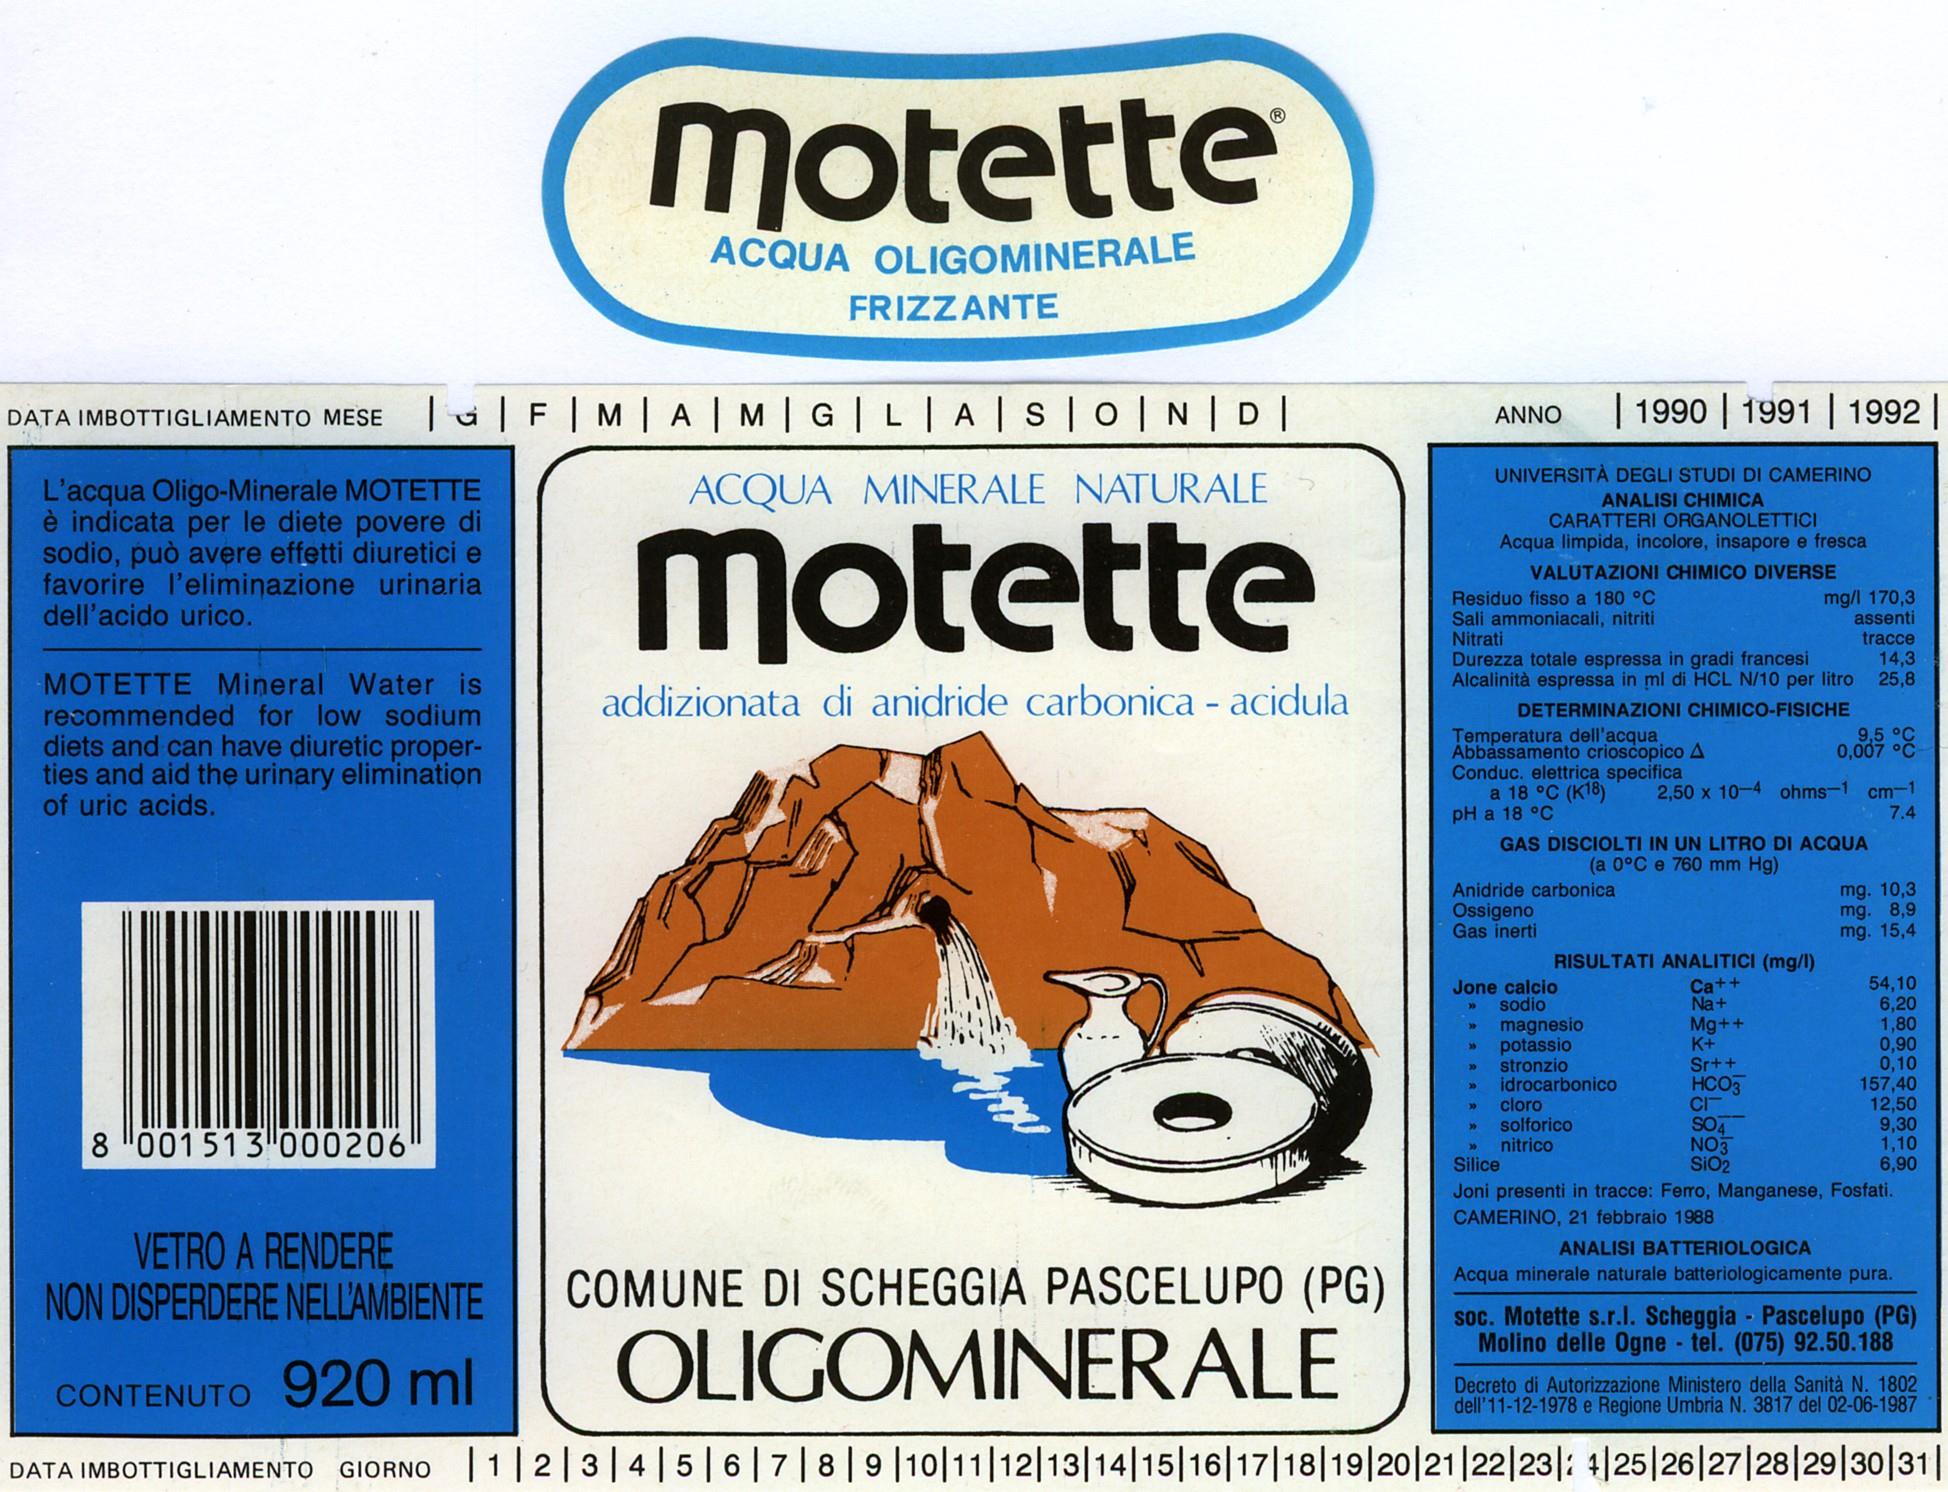 motette®
ACQUA OLIGOMINERALE
FRIZZANTE
DATA IMBOTTIGLIAMENTO MESE | G | F | M | A | M | G | L | A | S | O | N | D |
ANNO | 1990 | 1991 | 1992 |
L'acqua Oligo-Minerale MOTETTE
è indicata per le diete povere di
sodio, può avere effetti diuretici e
favorire l'eliminazione urinaria
dell'acido urico.
MOTETTE Mineral Water is
recommended for low sodium
diets and can have diuretic proper-
ties and aid the urinary elimination
of uric acids.
8 001513 000206
VETRO A RENDERE
NON DISPERDERE NELL'AMBIENTE
CONTENUTO 920 ml
ACQUA MINERALE NATURALE
motette
addizionata di anidride carbonica - acidula
COMUNE DI SCHEGGIA PASCELUPO (PG)
OLIGOMINERALE
UNIVERSITÀ DEGLI STUDI DI CAMERINO
ANALISI CHIMICA
CARATTERI ORGANOLETTICI
Acqua limpida, incolore, insapore e fresca
VALUTAZIONI CHIMICO DIVERSE
Residuo fisso a 180 °C mg/l 170,3
Sali ammoniacali, nitriti assenti
Nitrati tracce
Durezza totale espressa in gradi francesi 14,3
Alcalinità espressa in ml di HCL N/10 per litro 25,8
DETERMINAZIONI CHIMICO-FISICHE
Temperatura dell'acqua 9,5 °C
Abbassamento crioscopico Δ 0,007 °C
Conduc. elettrica specifica
a 18 °C (K18) 2,50 x 10—4 ohms—1 cm—1
pH a 18 °C 7.4
GAS DISCIOLTI IN UN LITRO DI ACQUA
(a 0°C e 760 mm Hg)
Anidride carbonica mg. 10,3
Ossigeno mg. 8,9
Gas inerti mg. 15,4
RISULTATI ANALITICI (mg/l)
Jone calcio Ca++ 54,10
» sodio Na+ 6,20
» magnesio Mg++ 1,80
» potassio K+ 0,90
» stronzio Sr++ 0,10
» idrocarbonico HCO3— 157,40
» cloro Cl— 12,50
» solforico SO4—— 9,30
» nitrico NO3— 1,10
Silice SiO2 6,90
Joni presenti in tracce: Ferro, Manganese, Fosfati.
CAMERINO, 21 febbraio 1988
ANALISI BATTERIOLOGICA
Acqua minerale naturale batteriologicamente pura.
soc. Motette s.r.l. Scheggia - Pascelupo (PG)
Molino delle Ogne - tel. (075) 92.50.188
Decreto di Autorizzazione Ministero della Sanità N. 1802
dell'11-12-1978 e Regione Umbria N. 3817 del 02-06-1987
DATA IMBOTTIGLIAMENTO GIORNO | 1 | 2 | 3 | 4 | 5 | 6 | 7 | 8 | 9 | 10 | 11 | 12 | 13 | 14 | 15 | 16 | 17 | 18 | 19 | 20 | 21 | 22 | 23 | 24 | 25 | 26 | 27 | 28 | 29 | 30 | 31 |